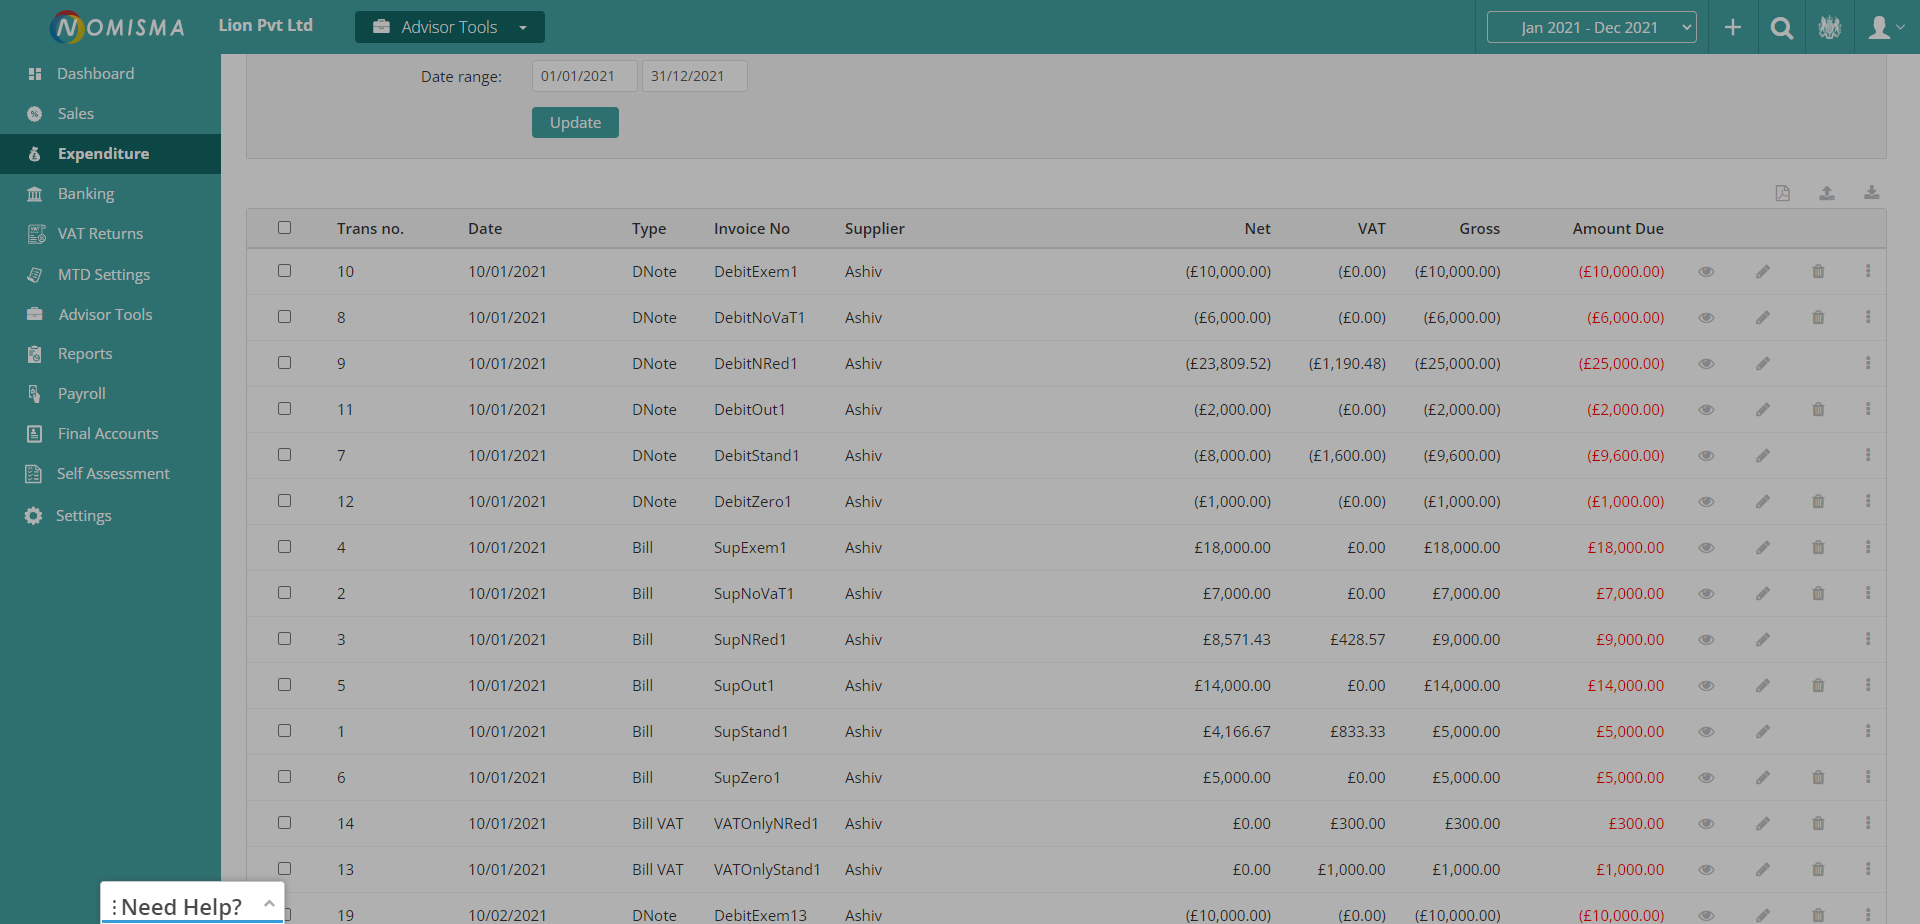 NOMISMA Lion Pvt Ltd Advisor Tools Jan 2021 - Dec 2021
Dashboard
Sales
Expenditure
Banking
VAT Returns
MTD Settings
Advisor Tools
Reports
Payroll
Final Accounts
Self Assessment
Settings
Date range: 01/01/2021 31/12/2021
Update
Trans no. Date Type Invoice No Supplier Net VAT Gross Amount Due
10 10/01/2021 DNote DebitExem1 Ashiv (£10,000.00) (£0.00) (£10,000.00) (£10,000.00)
8 10/01/2021 DNote DebitNoVaT1 Ashiv (£6,000.00) (£0.00) (£6,000.00) (£6,000.00)
9 10/01/2021 DNote DebitNRed1 Ashiv (£23,809.52) (£1,190.48) (£25,000.00) (£25,000.00)
11 10/01/2021 DNote DebitOut1 Ashiv (£2,000.00) (£0.00) (£2,000.00) (£2,000.00)
7 10/01/2021 DNote DebitStand1 Ashiv (£8,000.00) (£1,600.00) (£9,600.00) (£9,600.00)
12 10/01/2021 DNote DebitZero1 Ashiv (£1,000.00) (£0.00) (£1,000.00) (£1,000.00)
4 10/01/2021 Bill SupExem1 Ashiv £18,000.00 £0.00 £18,000.00 £18,000.00
2 10/01/2021 Bill SupNoVaT1 Ashiv £7,000.00 £0.00 £7,000.00 £7,000.00
3 10/01/2021 Bill SupNRed1 Ashiv £8,571.43 £428.57 £9,000.00 £9,000.00
5 10/01/2021 Bill SupOut1 Ashiv £14,000.00 £0.00 £14,000.00 £14,000.00
1 10/01/2021 Bill SupStand1 Ashiv £4,166.67 £833.33 £5,000.00 £5,000.00
6 10/01/2021 Bill SupZero1 Ashiv £5,000.00 £0.00 £5,000.00 £5,000.00
14 10/01/2021 Bill VAT VATOnlyNRed1 Ashiv £0.00 £300.00 £300.00 £300.00
13 10/01/2021 Bill VAT VATOnlyStand1 Ashiv £0.00 £1,000.00 £1,000.00 £1,000.00
19 10/02/2021 DNote DebitExem13 Ashiv (£10,000.00) (£0.00) (£10,000.00) (£10,000.00)
Need Help?